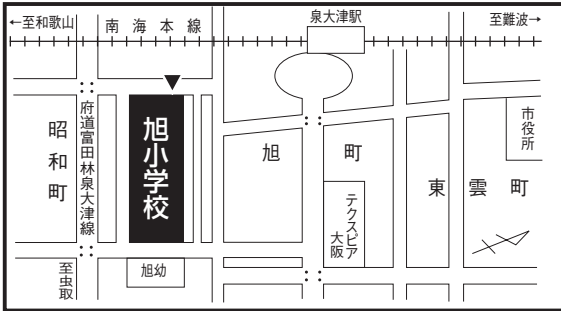 ←至和歌山
南海本線
泉大津駅
至難波→
昭和町
府道富田林泉大津線
旭小学校
旭町
テクスピア
大阪
東雲町
市役所
至虫取
旭幼